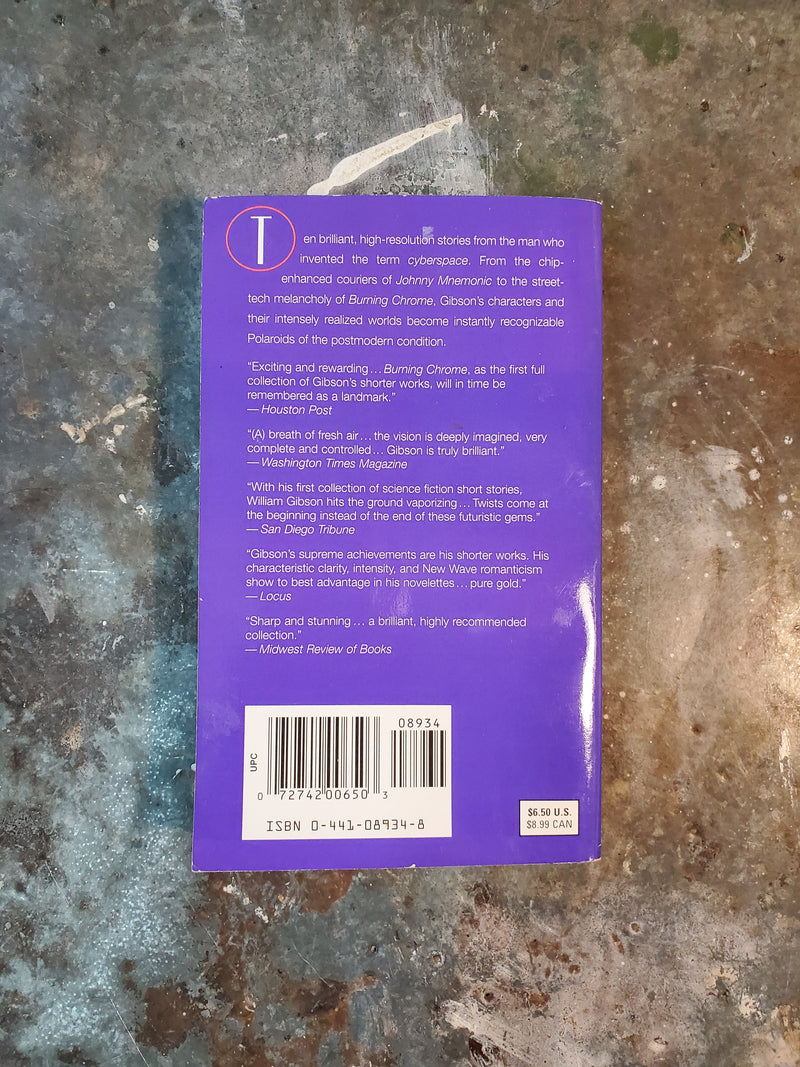 Ten brilliant, high-resolution stories from the man who
invented the term cyberspace. From the chip-
enhanced couriers of Johnny Mnemonic to the street-
tech melancholy of Burning Chrome, Gibson's characters and
their intensely realized worlds become instantly recognizable
Polaroids of the postmodern condition.
"Exciting and rewarding... Burning Chrome, as the first full
collection of Gibson's shorter works, will in time be
remembered as a landmark."
— Houston Post
"(A) breath of fresh air... the vision is deeply imagined, very
complete and controlled... Gibson is truly brilliant."
— Washington Times Magazine
"With his first collection of science fiction short stories,
William Gibson hits the ground vaporizing... Twists come at
the beginning instead of the end of these futuristic gems."
— San Diego Tribune
"Gibson's supreme achievements are his shorter works. His
characteristic clarity, intensity, and New Wave romanticism
show to best advantage in his novelettes... pure gold."
— Locus
"Sharp and stunning... a brilliant, highly recommended
collection."
— Midwest Review of Books
08934
UPC
0 72742 00650 3
ISBN 0-441-08934-8
$6.50 U.S.
$8.99 CAN